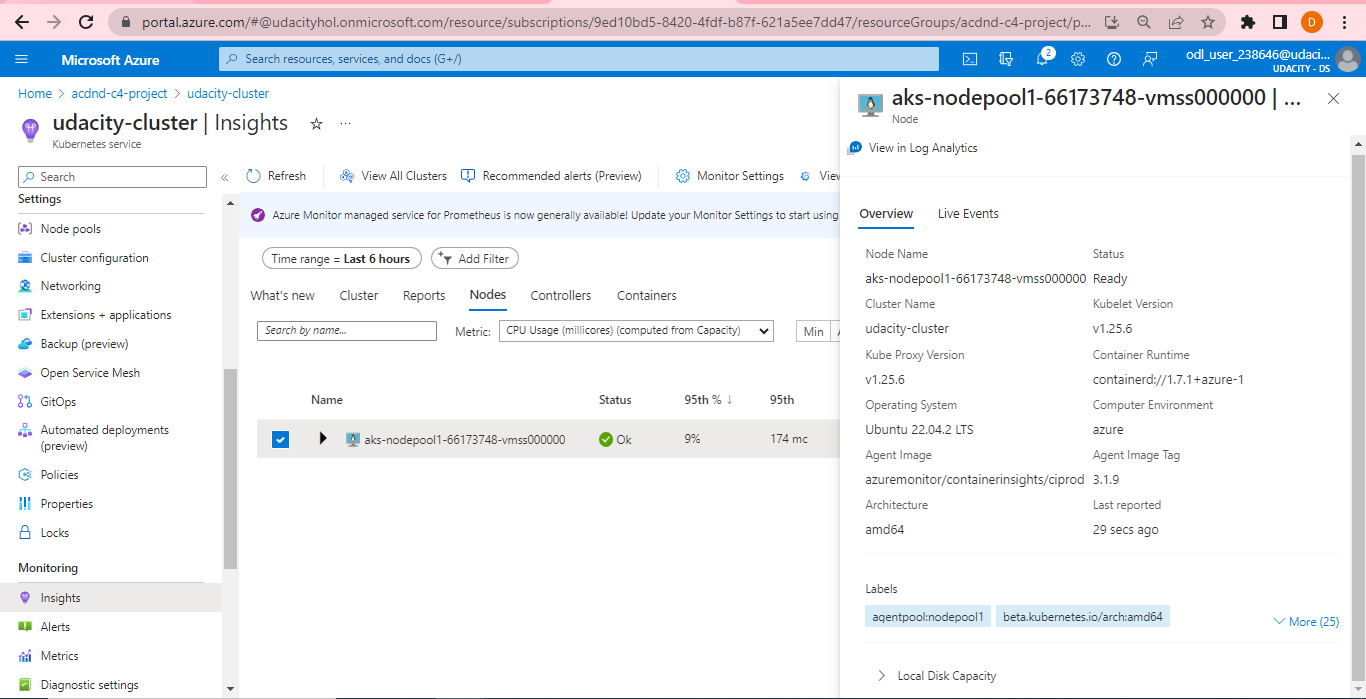 portal.azure.com/#@udacityhol.onmicrosoft.com/resource/subscriptions/9ed10bd5-8420-4fdf-b87f-621a5ee7dd47/resourceGroups/acdnd-c4-project/p...
D
Microsoft Azure
Search resources, services, and docs (G+/)
2
odl_user_238646@udaci...
UDACITY - DS
Home > acdnd-c4-project > udacity-cluster
udacity-cluster | Insights
Kubernetes service
Search
«
Settings
Node pools
Cluster configuration
Networking
Extensions + applications
Backup (preview)
Open Service Mesh
GitOps
Automated deployments
(preview)
Policies
Properties
Locks
Monitoring
Insights
Alerts
Metrics
Diagnostic settings
Refresh
View All Clusters
Recommended alerts (Preview)
Monitor Settings
View
Azure Monitor managed service for Prometheus is now generally available! Update your Monitor Settings to start using
Time range = Last 6 hours
Add Filter
What's new Cluster Reports Nodes Controllers Containers
Search by name...
Metric: CPU Usage (millicores) (computed from Capacity)
Min
Name Status 95th % ↓ 95th
aks-nodepool1-66173748-vmss000000 Ok 9% 174 mc
aks-nodepool1-66173748-vmss000000 | ...
Node
View in Log Analytics
Overview Live Events
Node Name Status
aks-nodepool1-66173748-vmss000000 Ready
Cluster Name Kubelet Version
udacity-cluster v1.25.6
Kube Proxy Version Container Runtime
v1.25.6 containerd://1.7.1+azure-1
Operating System Computer Environment
Ubuntu 22.04.2 LTS azure
Agent Image Agent Image Tag
azuremonitor/containerinsights/ciprod 3.1.9
Architecture Last reported
amd64 29 secs ago
Labels
agentpool:nodepool1 beta.kubernetes.io/arch:amd64
More (25)
Local Disk Capacity